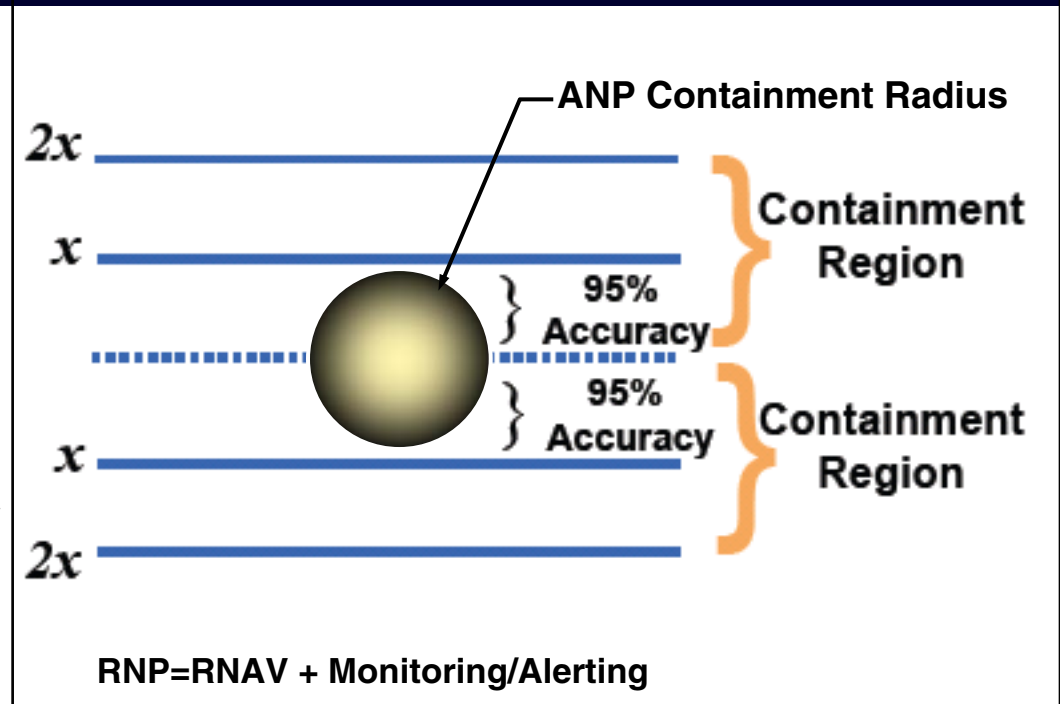 ANP Containment Radius
2x
x
95%
Accuracy
Containment
Region
95%
Accuracy
Containment
Region
x
2x
RNP=RNAV + Monitoring/Alerting